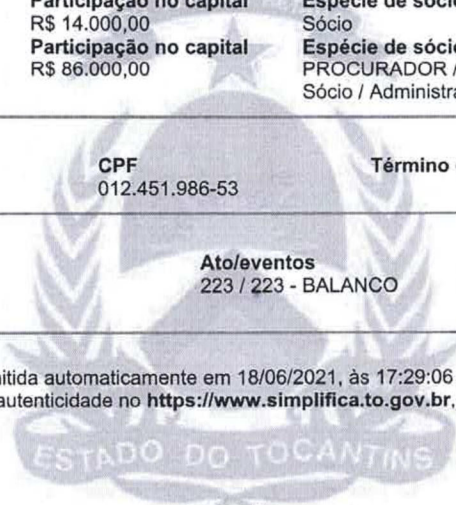 Participação no capital Espécie de sócio
R$ 14.000,00 Sócio
Participação no capital Espécie de sócio
R$ 86.000,00 PROCURADOR /
Sócio /
CPF Término
012.451.986-53
Ato/eventos
223 / 223 - BALANCO
automaticamente em 18/06/2021, às 17:29:06
autenticidade no https://www.simplifica.to.gov.br,
ESTADO DO TOCANTINS